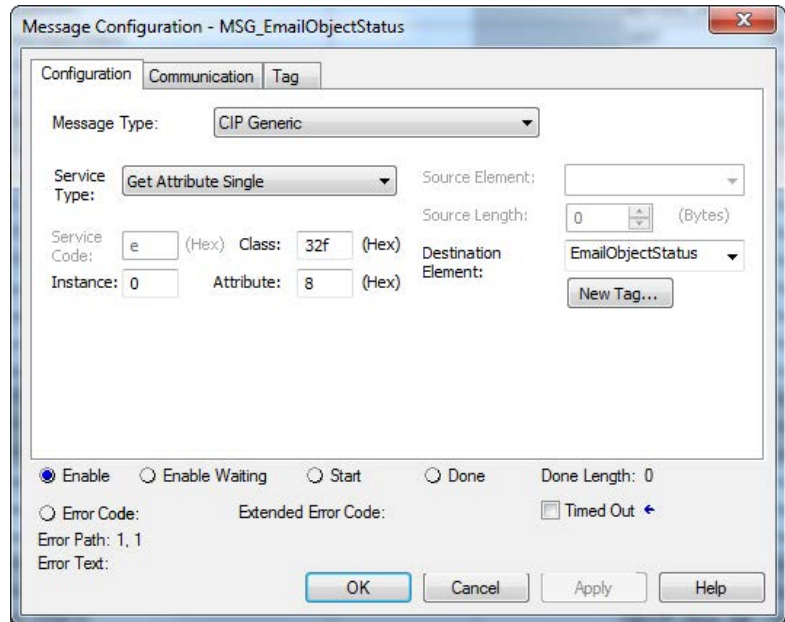 Message Configuration - MSG_EmailObjectStatus
Configuration Communication Tag
Message Type: CIP Generic
Service Type: Get Attribute Single
Source Element:
Source Length: 0 (Bytes)
Service Code: e (Hex) Class: 32f (Hex)
Destination Element: EmailObjectStatus
Instance: 0 Attribute: 8 (Hex)
New Tag...
Enable Enable Waiting Start Done Done Length: 0
Error Code: Extended Error Code: Timed Out
Error Path: 1, 1
Error Text:
OK Cancel Apply Help